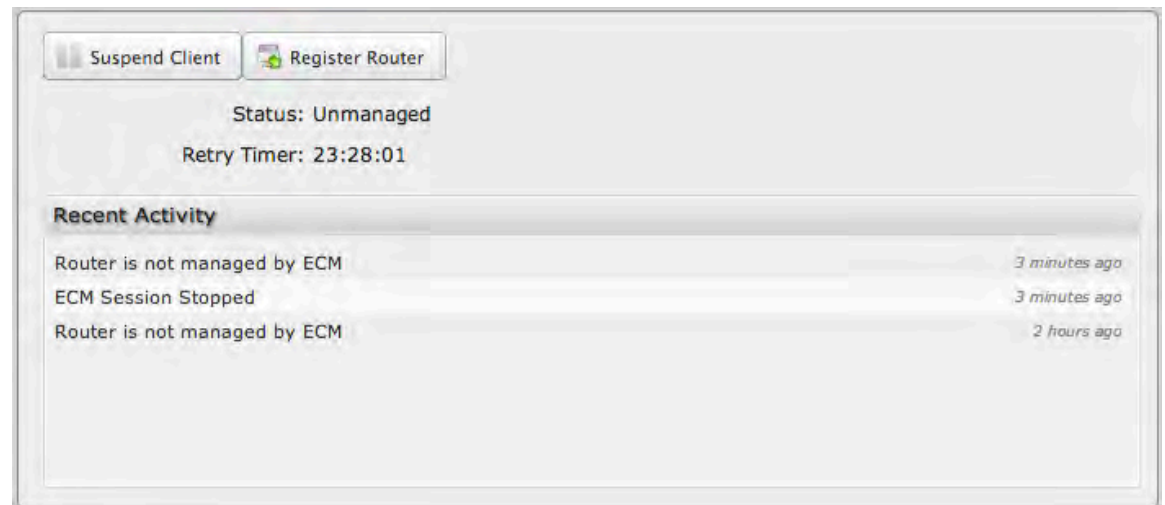 Suspend Client Register Router
Status: Unmanaged
Retry Timer: 23:28:01
Recent Activity
Router is not managed by ECM 3 minutes ago
ECM Session Stopped 3 minutes ago
Router is not managed by ECM 2 hours ago